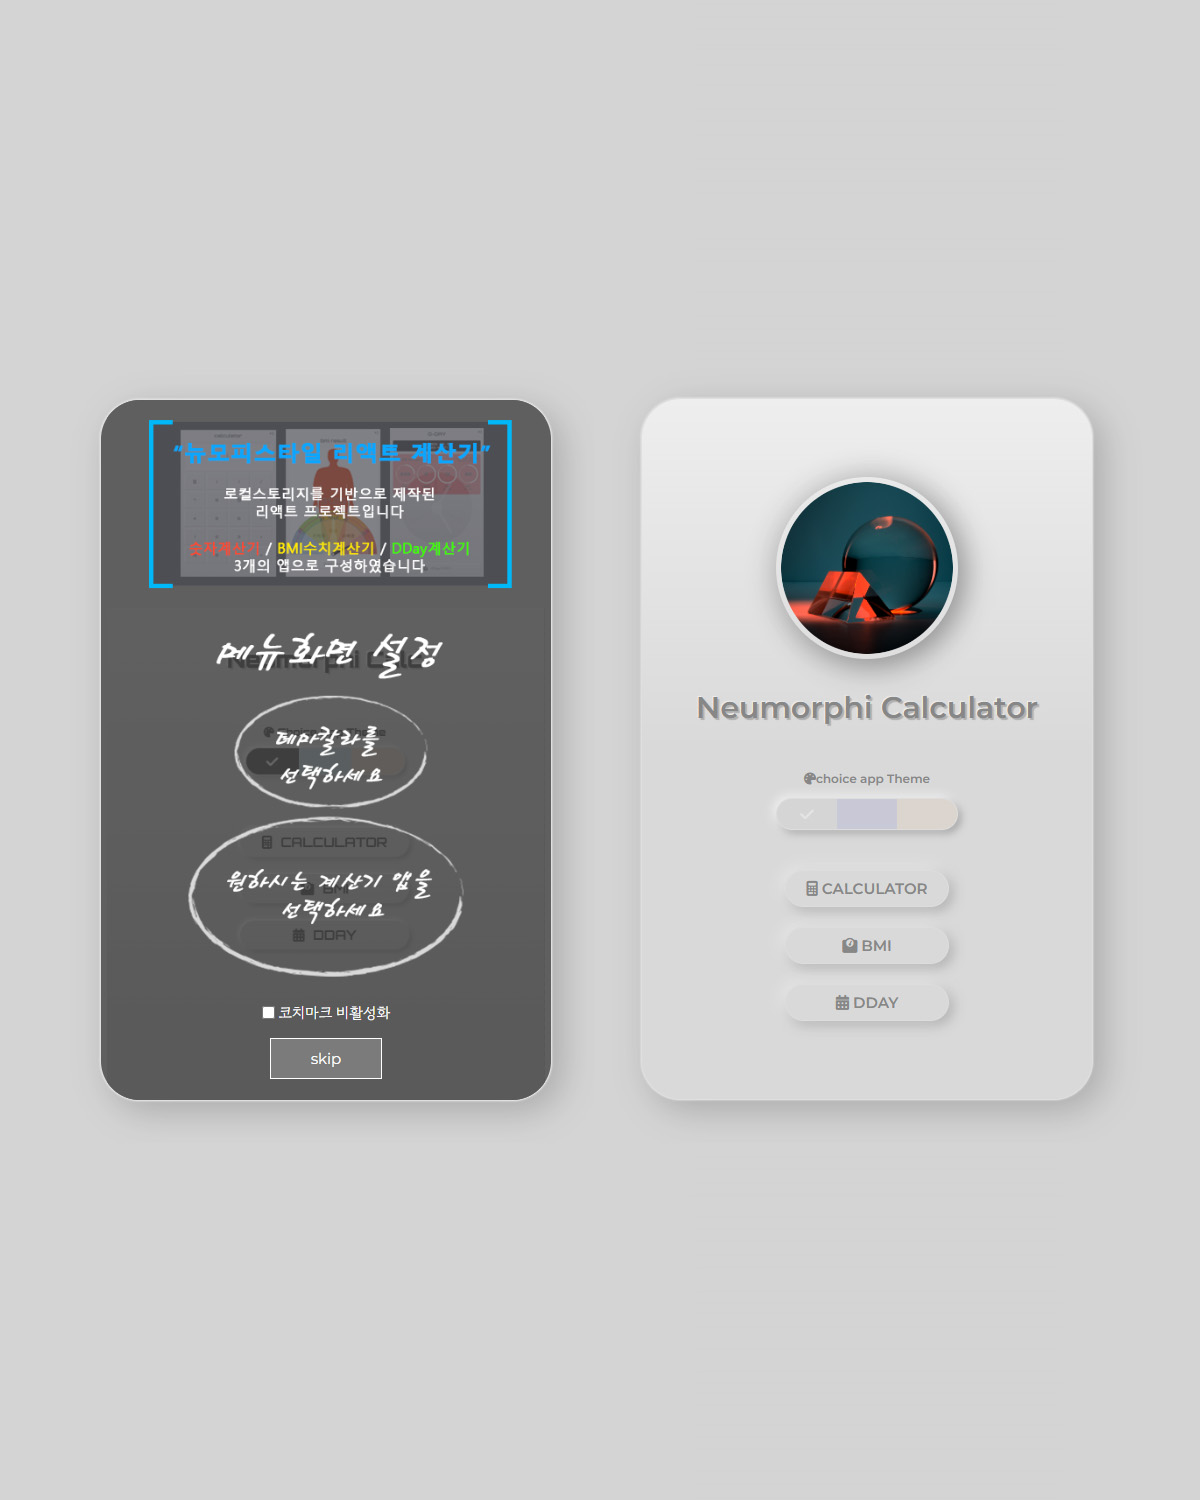 “뉴모피스타일 리액트 계산기”
로컬스토리지를 기반으로 제작된
리액트 프로젝트입니다
숫자계산기 / BMI수치계산기 / DDay계산기
3개의 앱으로 구성하였습니다
메뉴화면 설정
Neumorphi Calc
테마칼라를
선택하세요
CALCULATOR
원하시는 계산기 앱을
BMI
선택하세요
DDAY
코치마크 비활성화
skip
Neumorphi Calculator
choice app Theme
CALCULATOR
BMI
DDAY